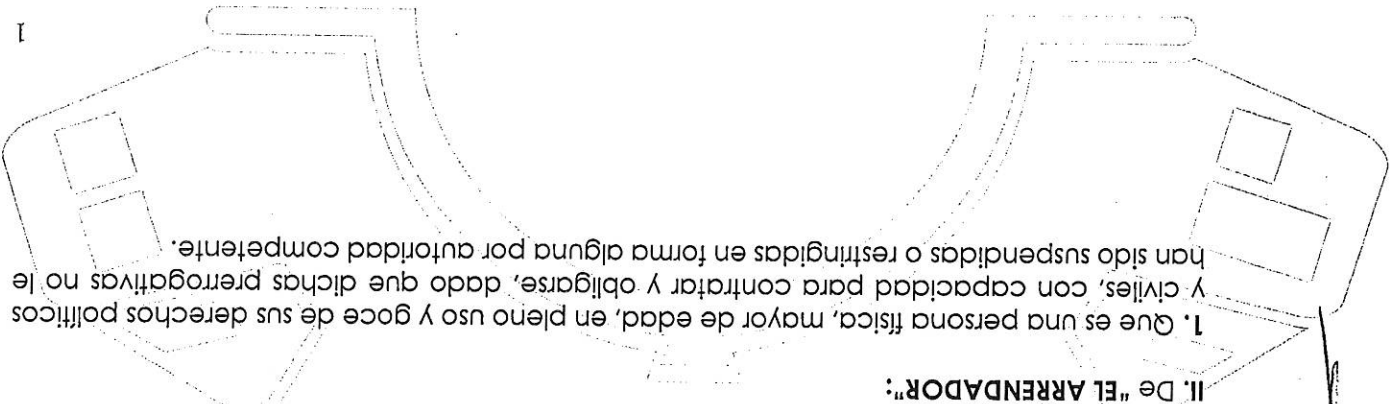 II. De "EL ARRENDADOR":
1. Que es una persona física, mayor de edad, en pleno uso y goce de sus derechos políticos
y civiles, con capacidad para contratar y obligarse, dado que dichas prerrogativas no le
han sido suspendidas o restringidas en forma alguna por autoridad competente.
1